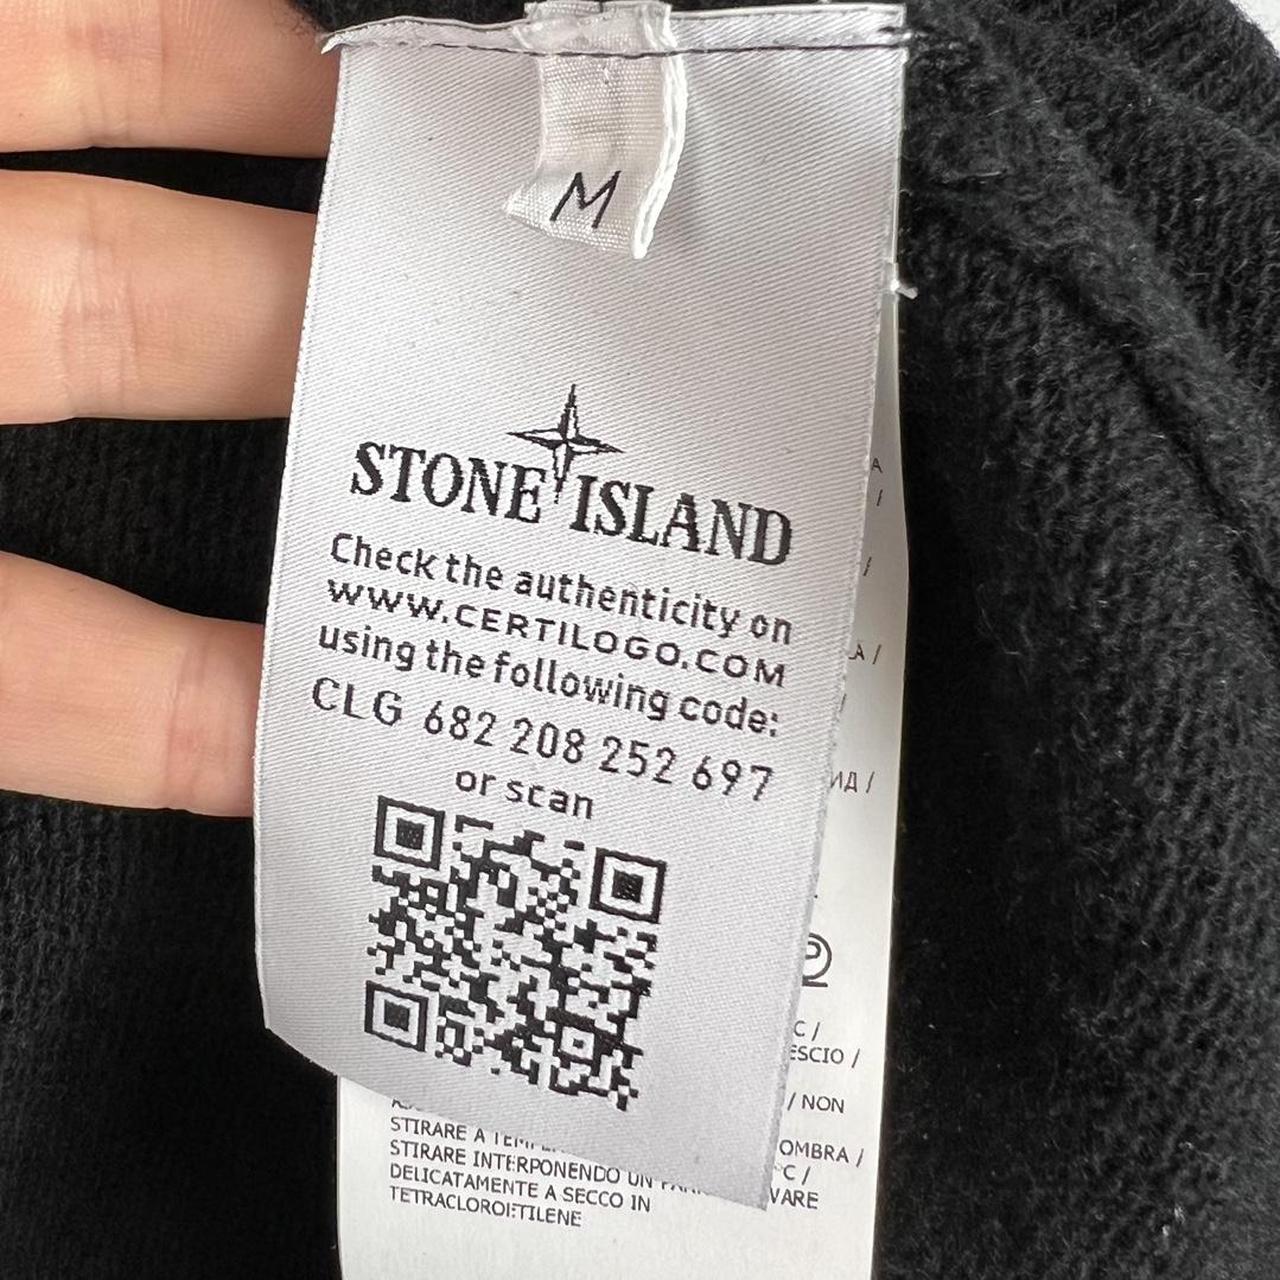 M
STONE ISLAND
Check the authenticity on
WWW.CERTILOGO.COM
using the following code:
CLG 682 208 252 697
or scan
A
/
/
A /
/
MA /
P
C /
ESCIO /
/ NON
STIRARE A
OMBRA /
STIRARE INTERPONENDO UN
°C /
DELICATAMENTE A SECCO IN
VARE
TETRACLOROETILENE